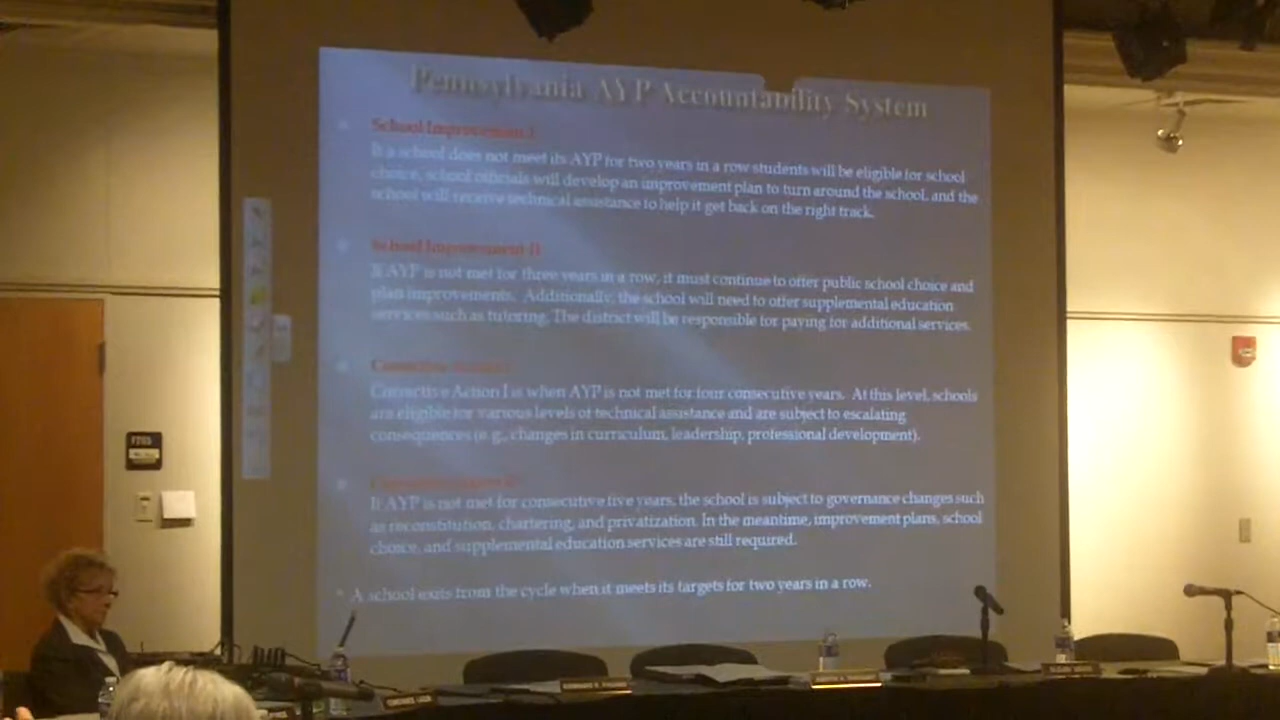 Pennsylvania AYP Accountability System
School Improvement I
If a school does not meet its AYP for two years in a row students will be eligible for school
choice, school officials will develop an improvement plan to turn around the school, and the
school will receive technical assistance to help it get back on the right track.
School Improvement II
If AYP is not met for three years in a row, it must continue to offer public school choice and
plan improvements. Additionally, the school will need to offer supplemental education
services such as tutoring. The district will be responsible for paying for additional services.
Corrective Action I
Corrective Action I is when AYP is not met for four consecutive years. At this level, schools
are eligible for various levels of technical assistance and are subject to escalating
consequences (e.g., changes in curriculum, leadership, professional development).
If AYP is not met for consecutive five years, the school is subject to governance changes such
as reconstitution, chartering, and privatization. In the meantime, improvement plans, school
choice, and supplemental education services are still required.
A school exits from the cycle when it meets its targets for two years in a row.